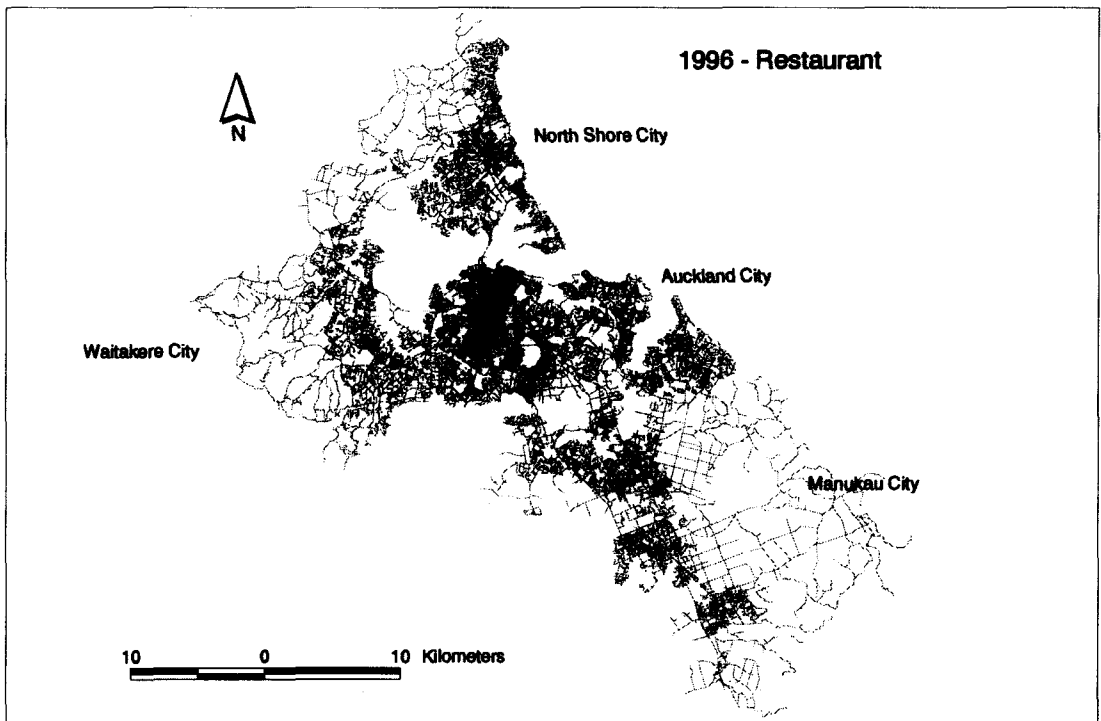 1996 - Restaurant
N
North Shore City
Auckland City
Waitakere City
Manukau City
10 0 10 Kilometers